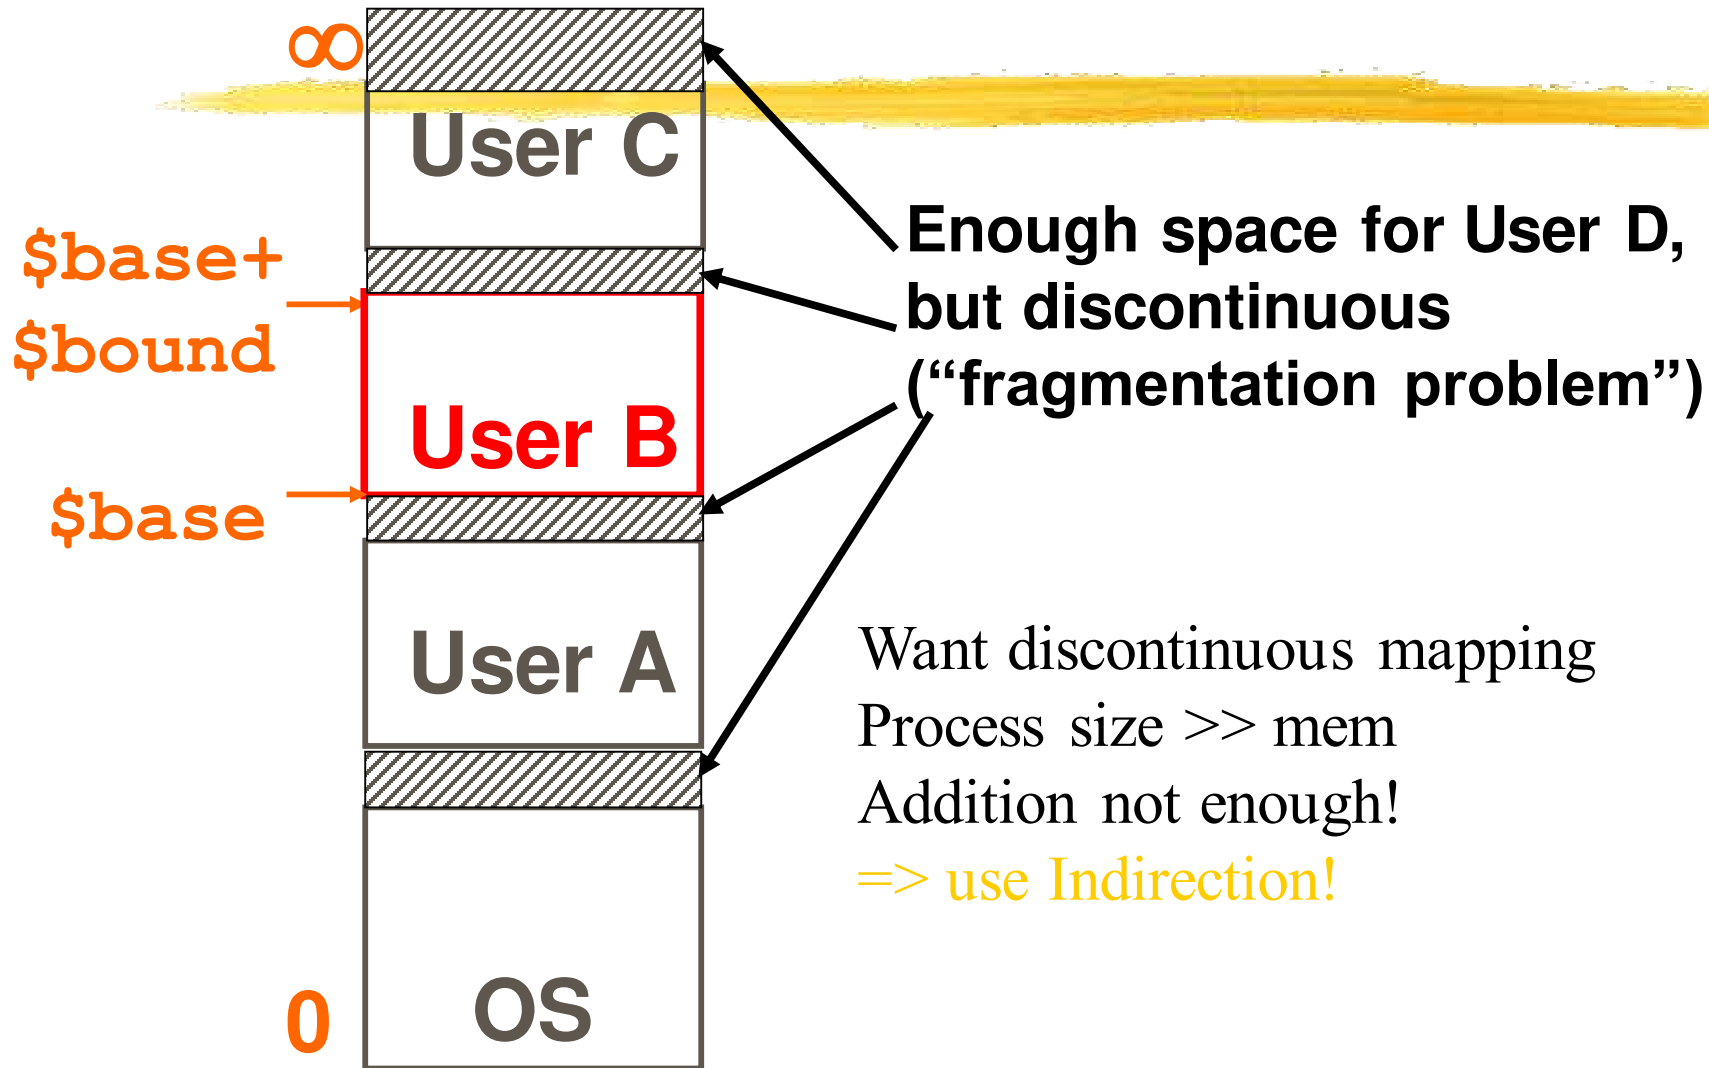 ∞
User C
$base+
$bound
User B
$base
User A
OS
0
Enough space for User D,
but discontinuous
(“fragmentation problem”)
Want discontinuous mapping
Process size >> mem
Addition not enough!
=> use Indirection!